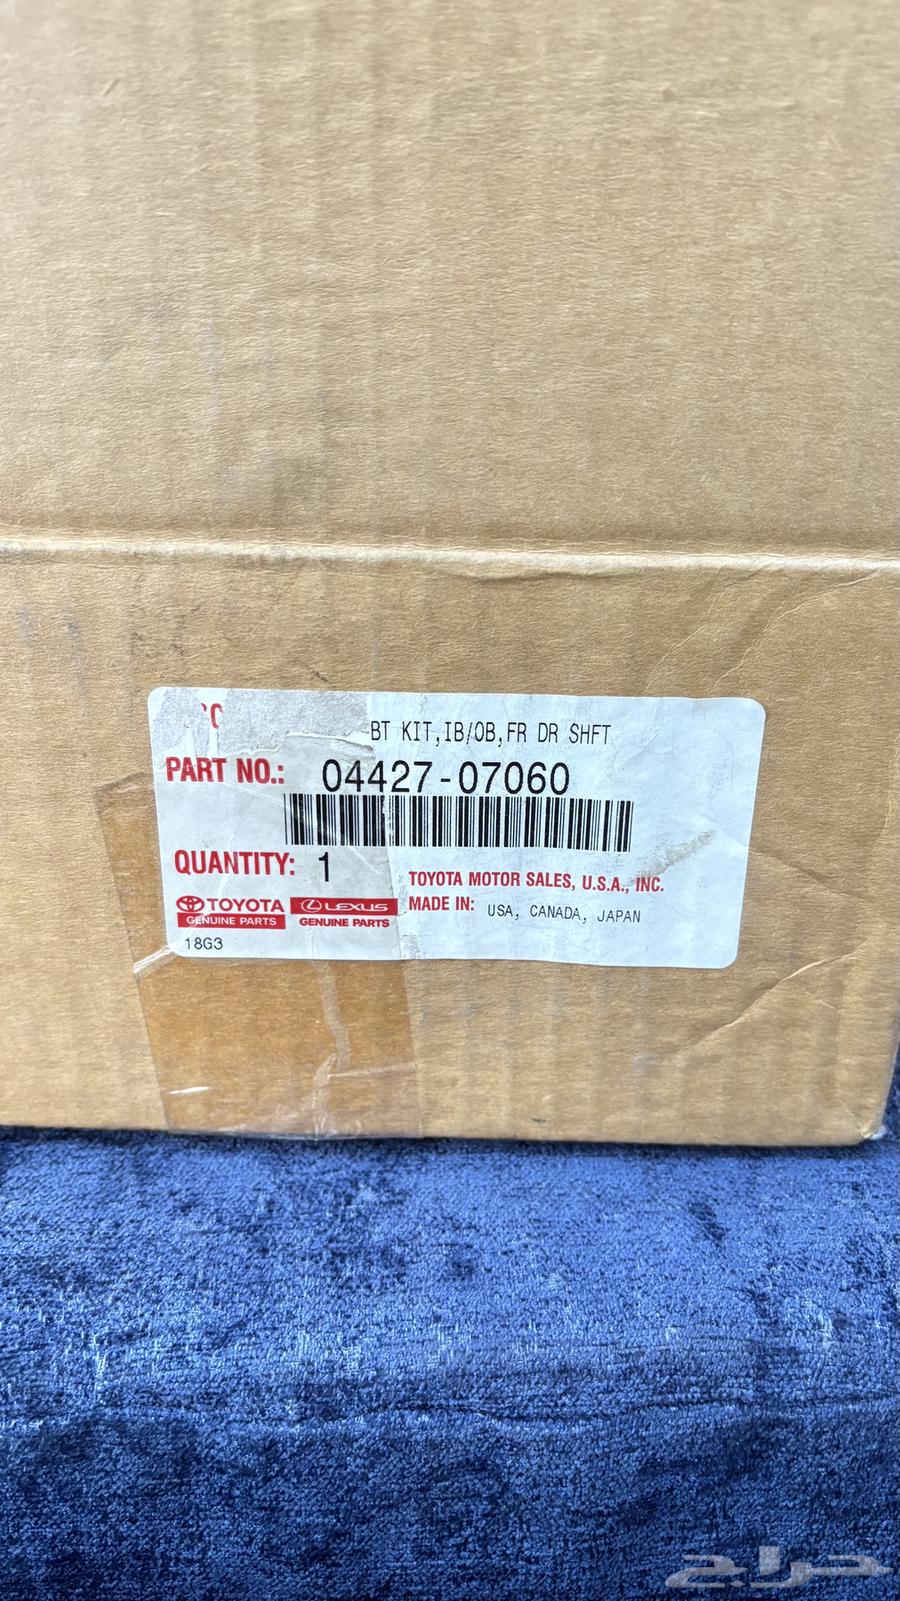 BT KIT,IB/OB,FR DR SHFT
PART NO.: 04427-07060
QUANTITY: 1
TOYOTA MOTOR SALES, U.S.A., INC.
MADE IN: USA, CANADA, JAPAN
TOYOTA
GENUINE PARTS
LEXUS
GENUINE PARTS
18G3
حراج